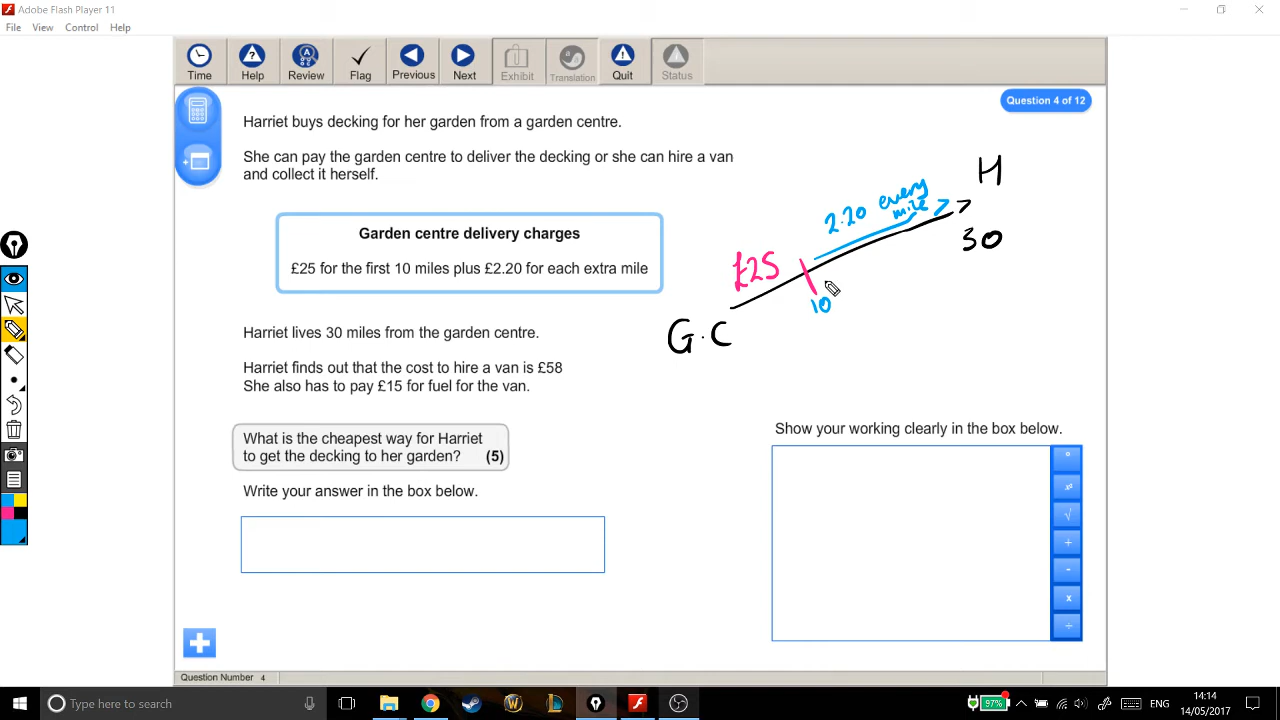 Adobe Flash Player 11
File View Control Help
Time Help Review Flag Previous Next Exhibit Translation Quit Status
Question 4 of 12
Harriet buys decking for her garden from a garden centre.
She can pay the garden centre to deliver the decking or she can hire a van
and collect it herself.
Garden centre delivery charges
£25 for the first 10 miles plus £2.20 for each extra mile
H
2.20 every
mile
30
£25
10
G.C
Harriet lives 30 miles from the garden centre.
Harriet finds out that the cost to hire a van is £58
She also has to pay £15 for fuel for the van.
What is the cheapest way for Harriet
to get the decking to her garden? (5)
Write your answer in the box below.
Show your working clearly in the box below.
°
x²
√
+
-
x
÷
Question Number 4
Type here to search
97%
ENG
14:14
14/05/2017